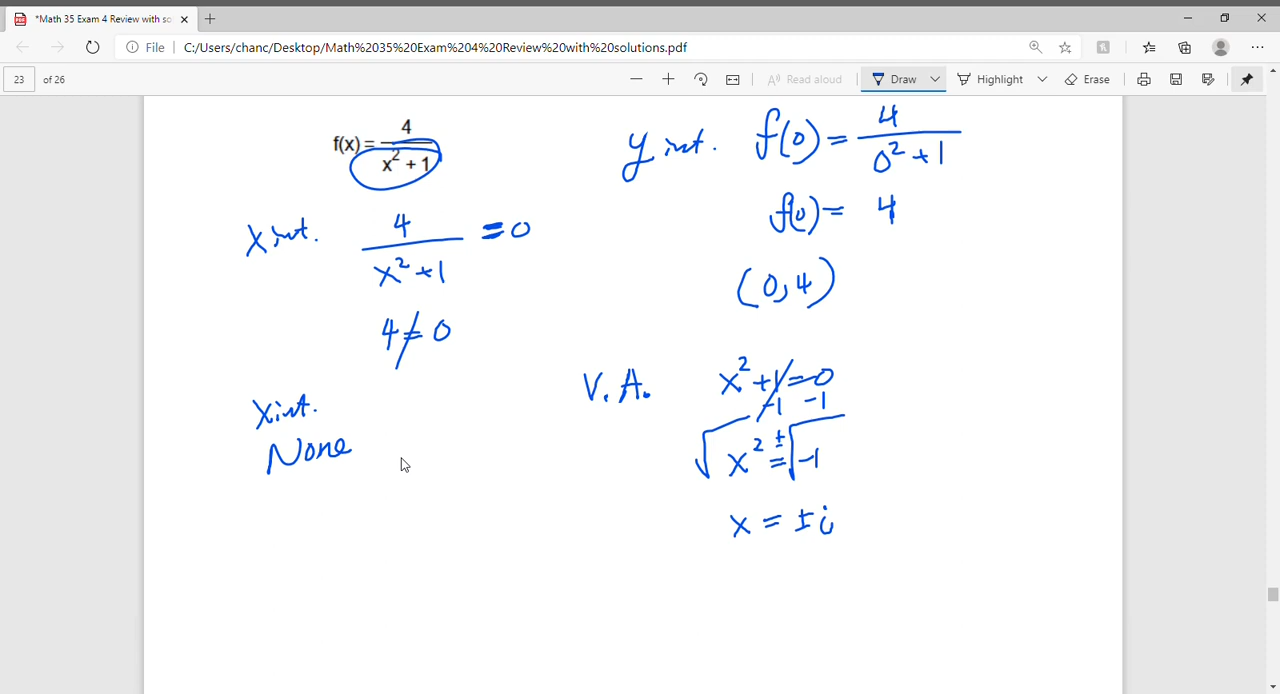 *Math 35 Exam 4 Review with so
File C:/Users/chanc/Desktop/Math%2035%20Exam%204%20Review%20with%20solutions.pdf
23 of 26 Read aloud Draw Highlight Erase
f(x) = 4 / (x² + 1)
x int. 4 / (x² + 1) = 0
4 ≠ 0
x int.
None
y int. f(0) = 4 / (0² + 1)
f(0) = 4
(0, 4)
V.A. x² + 1 = 0
-1 -1
√x² = ±√-1
x = ± i